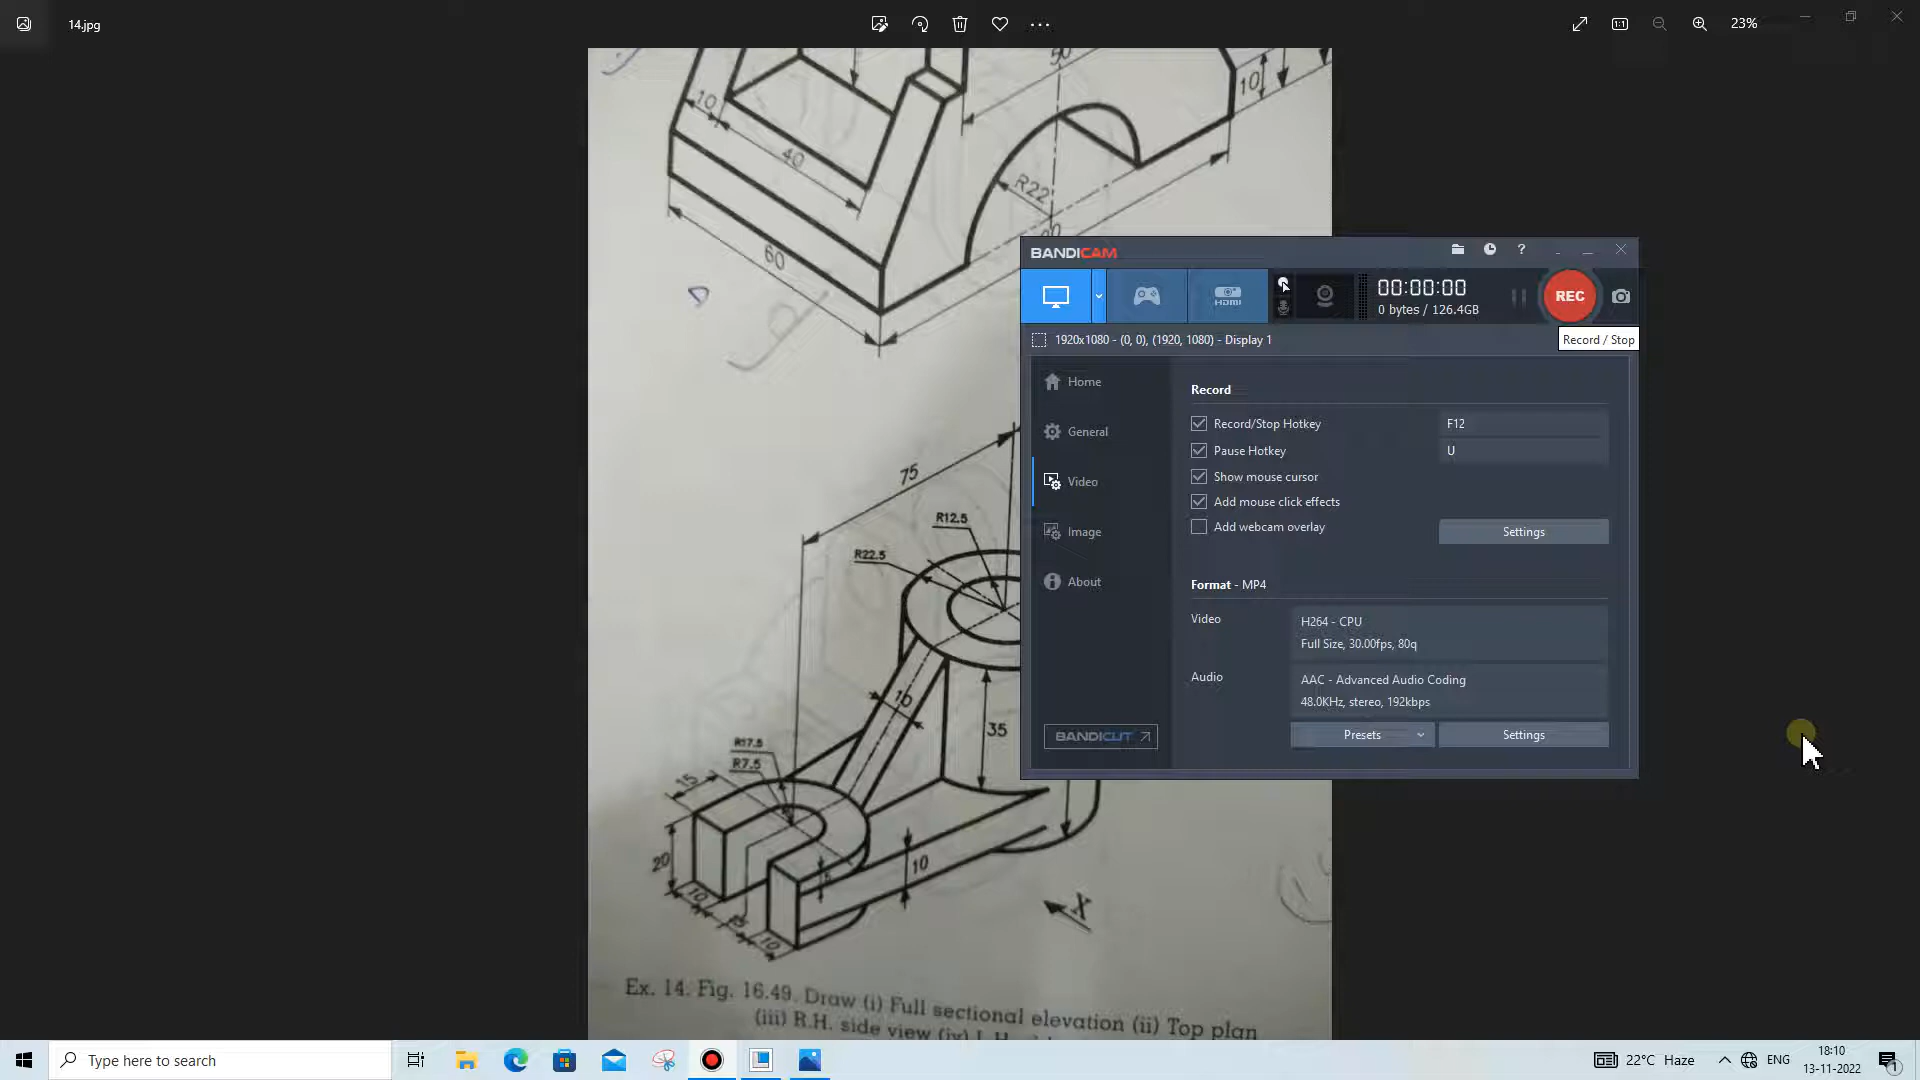 14.jpg
23%
50
10
10
40
R22
60
BANDICAM
HDMI
00:00:00
0 bytes / 126.4GB
REC
1920x1080 - (0, 0), (1920, 1080) - Display 1
Record / Stop
Home
General
Video
Image
About
BANDICUT
Record
Record/Stop Hotkey F12
Pause Hotkey U
Show mouse cursor
Add mouse click effects
Add webcam overlay
Settings
Format - MP4
Video
H264 - CPU
Full Size, 30.00fps, 80q
Audio
AAC - Advanced Audio Coding
48.0KHz, stereo, 192kbps
Presets
Settings
75
R12.5
R22.5
10
35
R17.5
R7.5
15
20
10
15
10
10
X
Ex. 14. Fig. 16.49. Draw (i) Full sectional elevation (ii) Top plan
(iii) R.H. side view (iv)
Type here to search
22°C Haze
ENG
18:10
13-11-2022
1